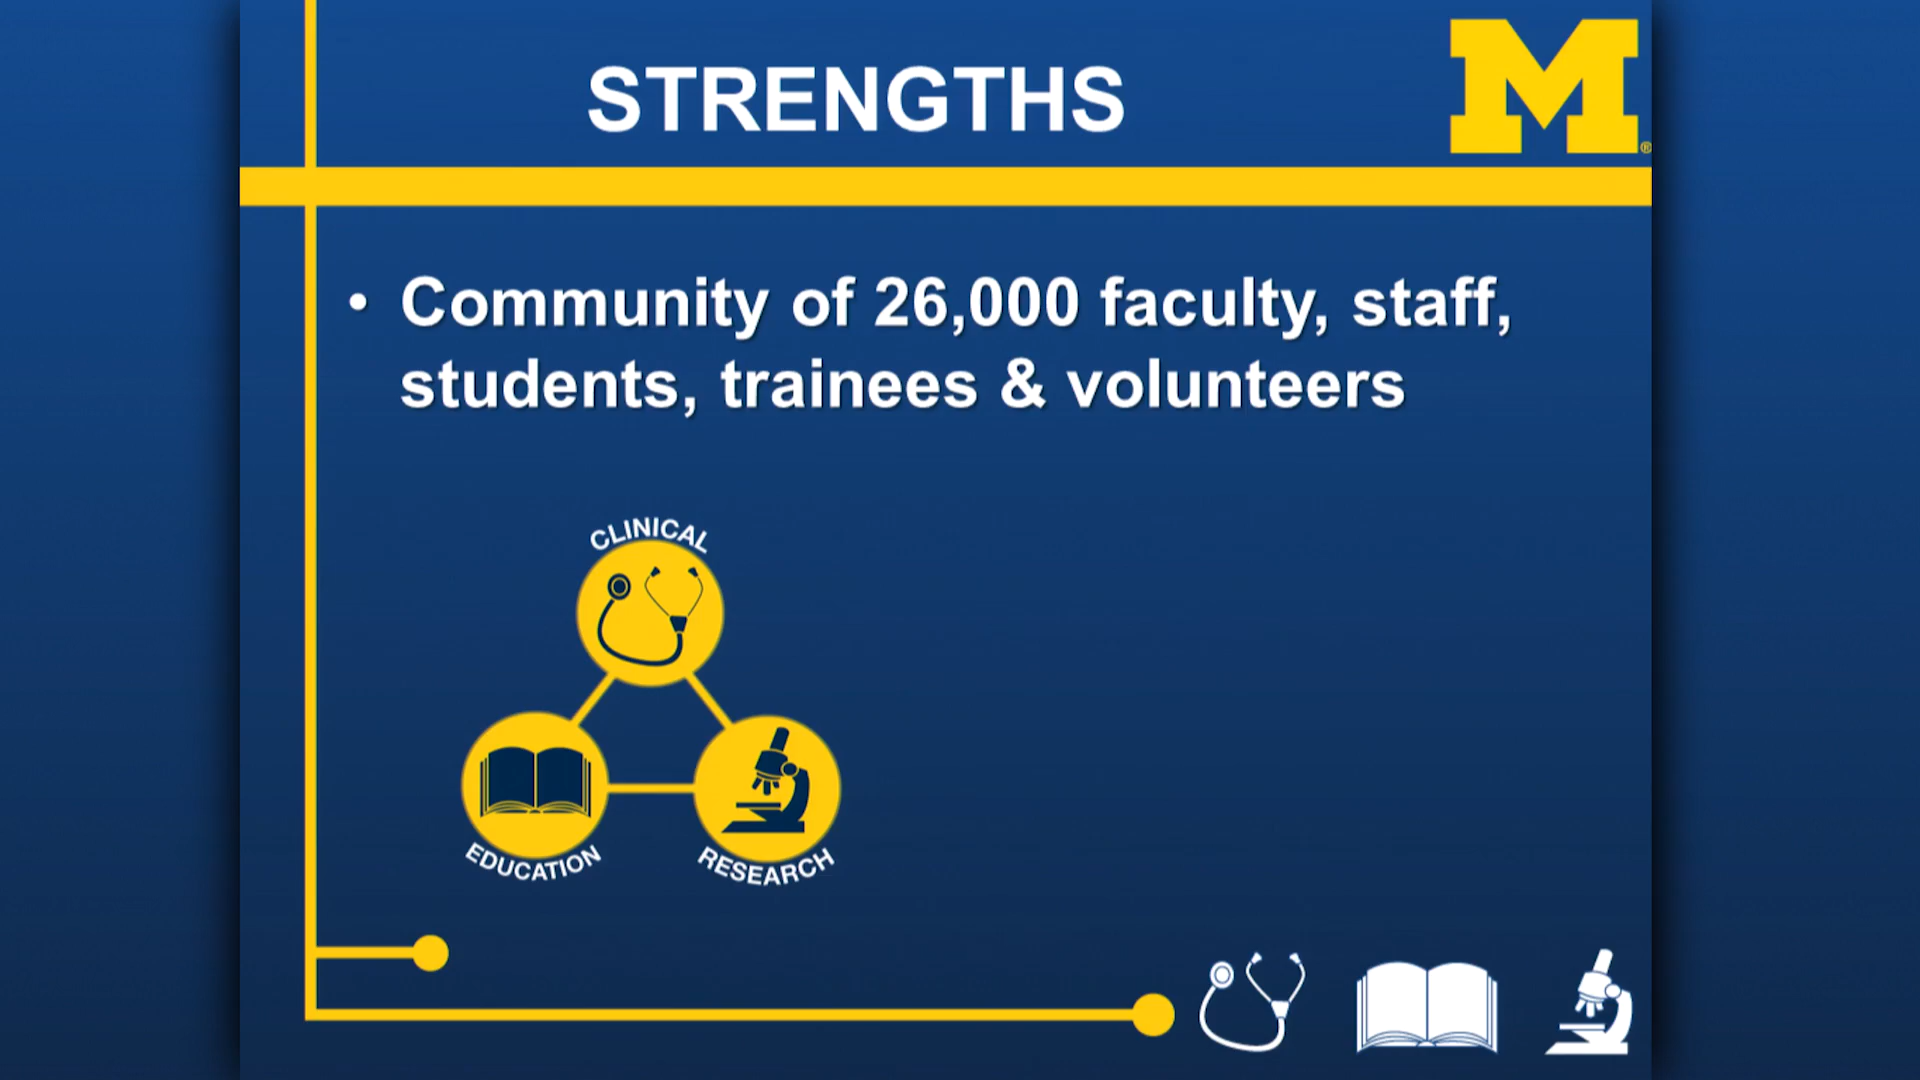 STRENGTHS
M
®
• Community of 26,000 faculty, staff,
students, trainees & volunteers
CLINICAL
EDUCATION
RESEARCH